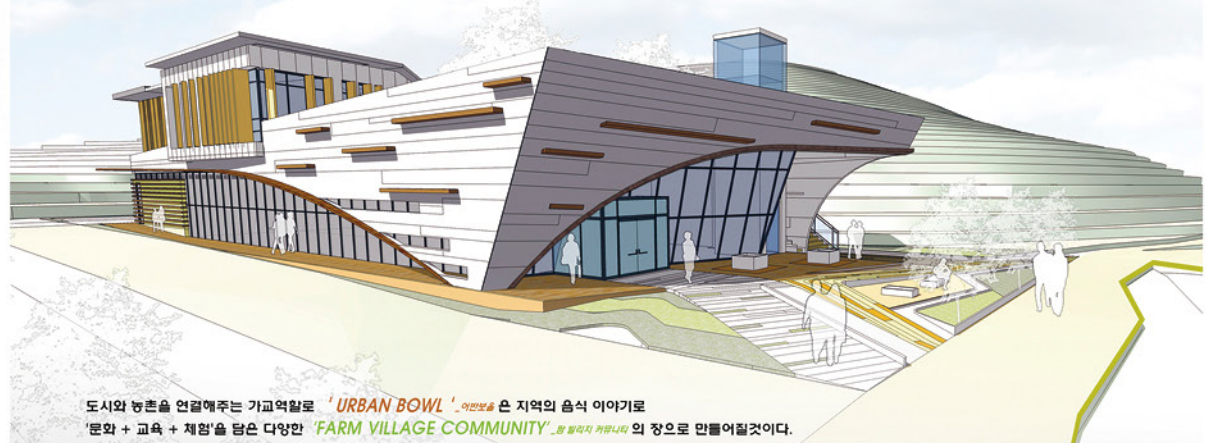 도시와 농촌을 연결해주는 가교역할로 ‘ URBAN BOWL ‘_어반보울 은 지역의 음식 이야기로
'문화 + 교육 + 체험'을 담은 다양한 'FARM VILLAGE COMMUNITY'_팜 빌리지 커뮤니티 의 장으로 만들어질것이다.